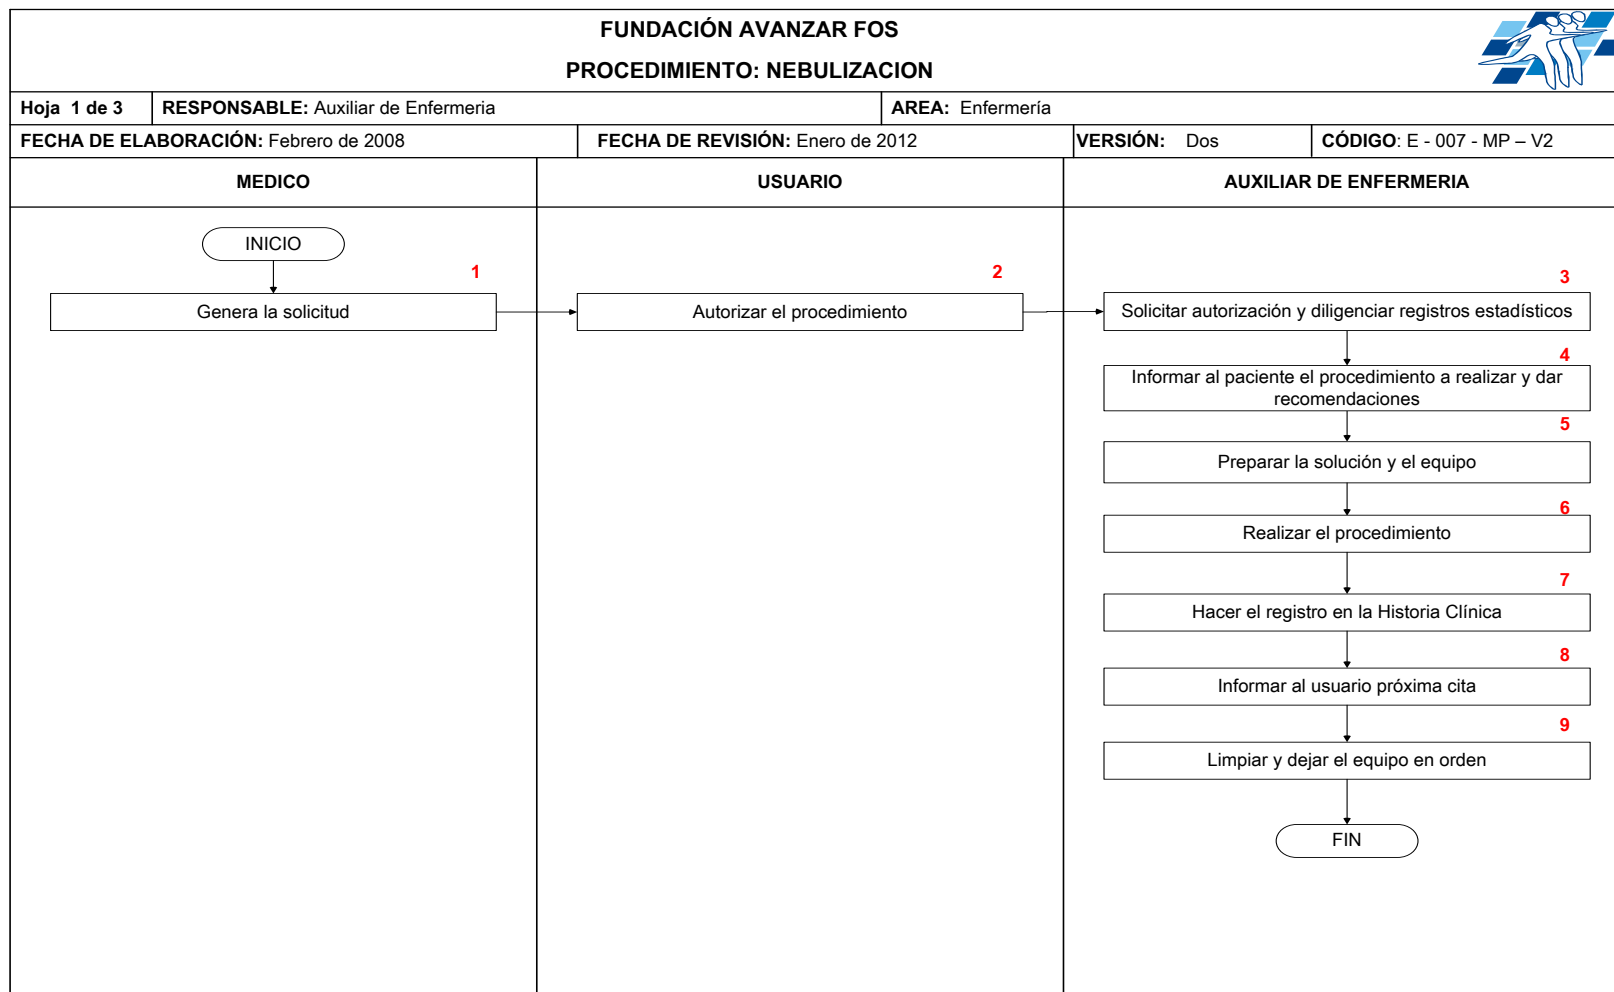 FUNDACIÓN AVANZAR FOS
PROCEDIMIENTO: NEBULIZACION
Hoja 1 de 3 RESPONSABLE: Auxiliar de Enfermeria AREA: Enfermería
FECHA DE ELABORACIÓN: Febrero de 2008 FECHA DE REVISIÓN: Enero de 2012 VERSIÓN: Dos CÓDIGO: E - 007 - MP – V2
MEDICO USUARIO AUXILIAR DE ENFERMERIA
INICIO
1
Genera la solicitud
2
Autorizar el procedimiento
3
Solicitar autorización y diligenciar registros estadísticos
4
Informar al paciente el procedimiento a realizar y dar
recomendaciones
5
Preparar la solución y el equipo
6
Realizar el procedimiento
7
Hacer el registro en la Historia Clínica
8
Informar al usuario próxima cita
9
Limpiar y dejar el equipo en orden
FIN